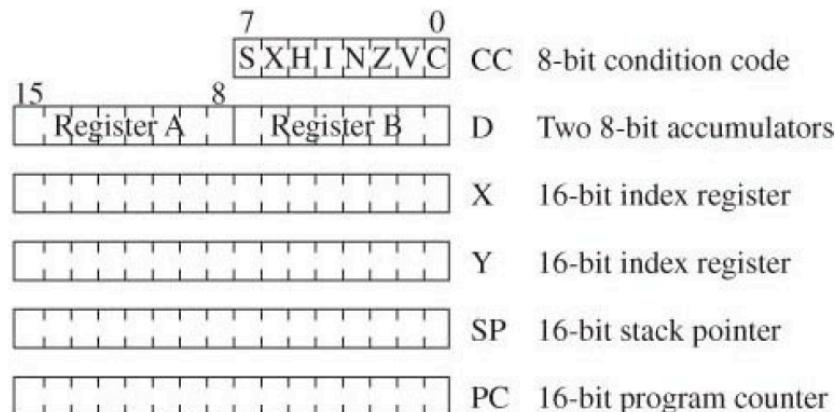 7 0
S X H I N Z V C CC 8-bit condition code
15 8
Register A Register B D Two 8-bit accumulators
X 16-bit index register
Y 16-bit index register
SP 16-bit stack pointer
PC 16-bit program counter